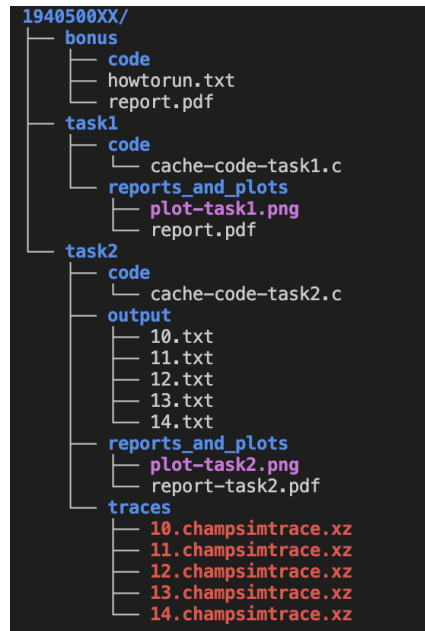 1940500XX/
bonus
code
howtorun.txt
report.pdf
task1
code
cache-code-task1.c
reports_and_plots
plot-task1.png
report.pdf
task2
code
cache-code-task2.c
output
10.txt
11.txt
12.txt
13.txt
14.txt
reports_and_plots
plot-task2.png
report-task2.pdf
traces
10.champsimtrace.xz
11.champsimtrace.xz
12.champsimtrace.xz
13.champsimtrace.xz
14.champsimtrace.xz